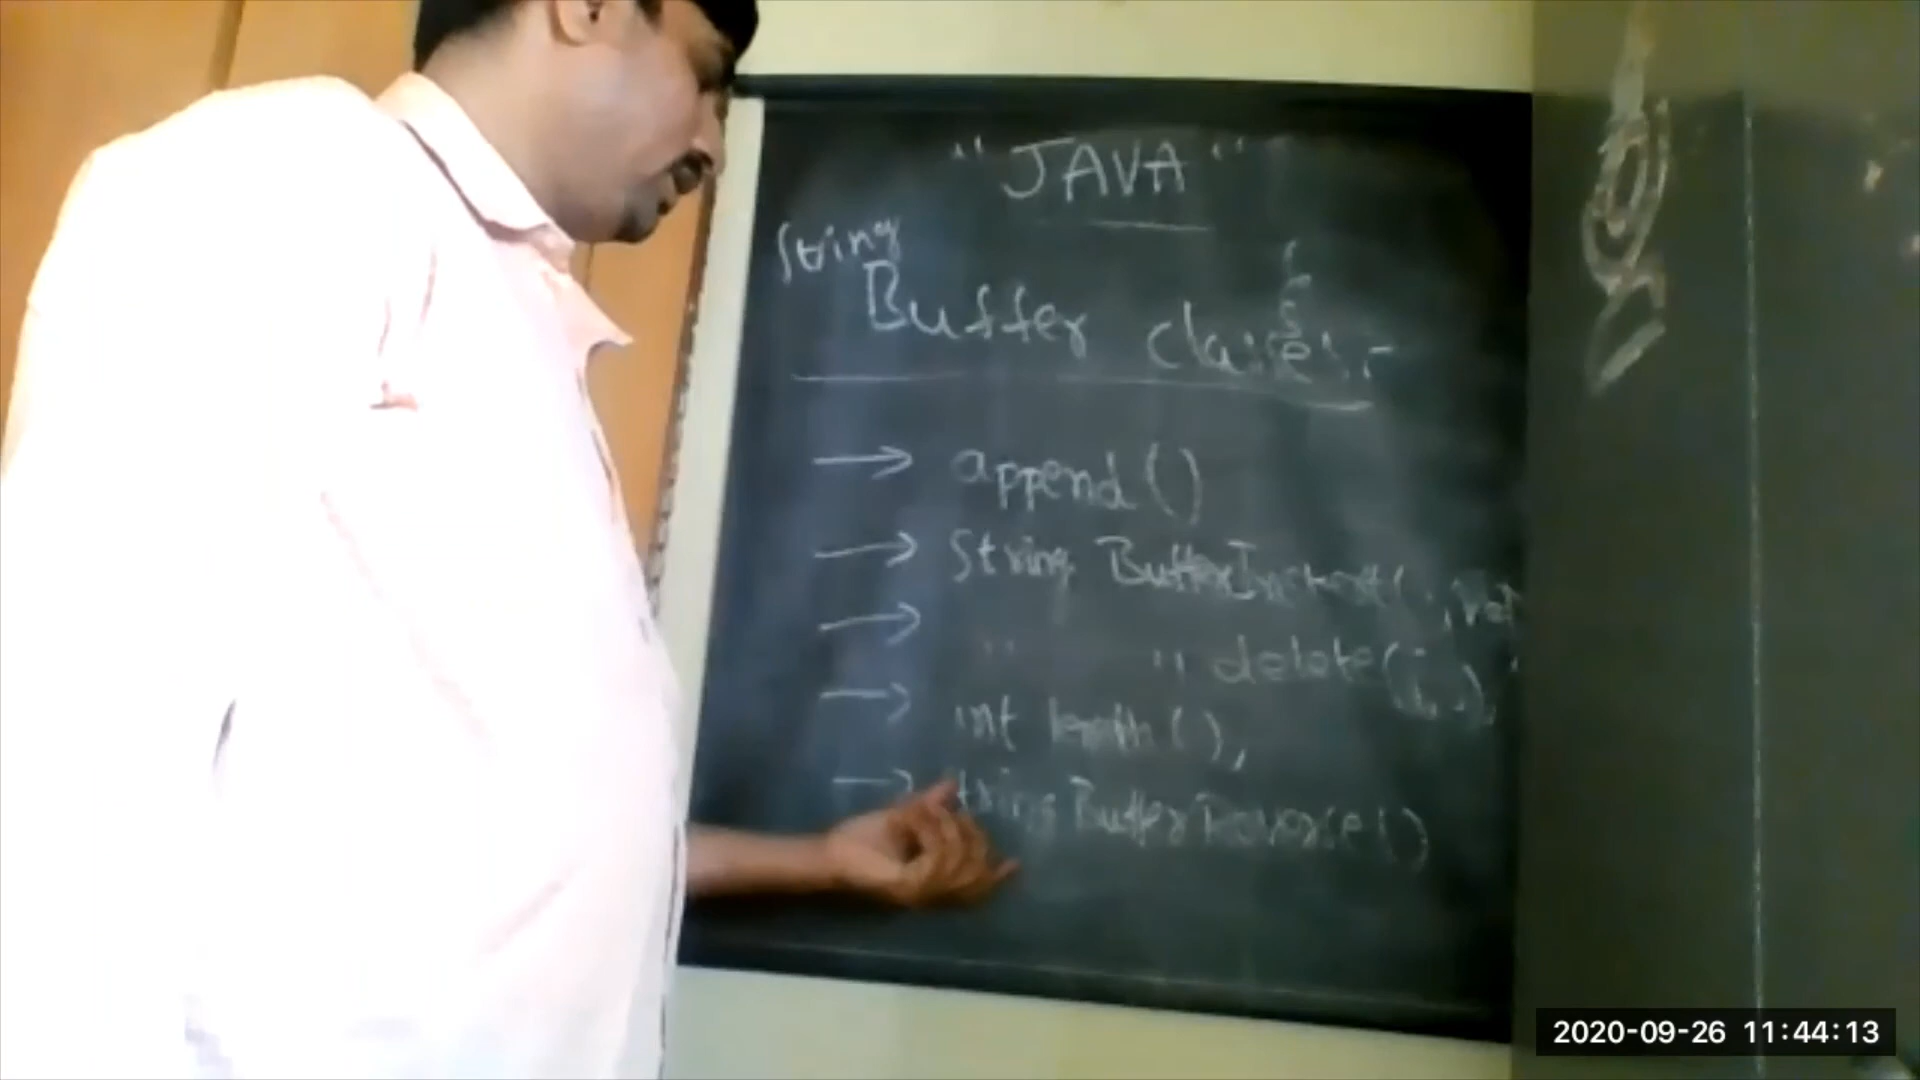 "JAVA"
String
Buffer classes:-
→ append()
→ String Buffer Insert(
→ " " delete(i,
→ int length(),
→ String Buffer Reverse()
2020-09-26 11:44:13